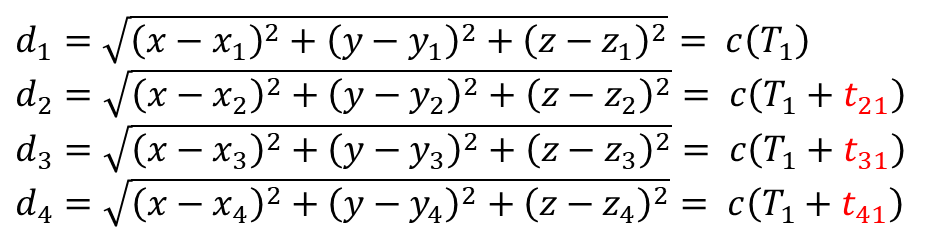 d₁ = √(x − x₁)² + (y − y₁)² + (z − z₁)² = c(T₁)
d₂ = √(x − x₂)² + (y − y₂)² + (z − z₂)² = c(T₁ + t₂₁)
d₃ = √(x − x₃)² + (y − y₃)² + (z − z₃)² = c(T₁ + t₃₁)
d₄ = √(x − x₄)² + (y − y₄)² + (z − z₄)² = c(T₁ + t₄₁)